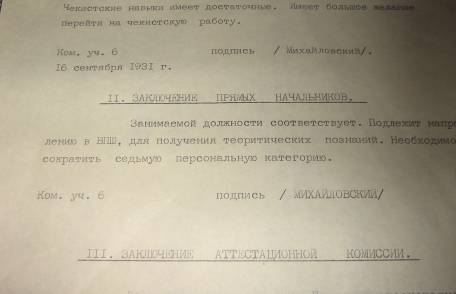 Чекистские навыки имеет достаточные. Имеет большое желание
перейти на чекистскую работу.
Ком. уч. 6 подпись / Михайловский/.
16 сентября 1931 г.
II. ЗАКЛЮЧЕНИЕ ПРЯМЫХ НАЧАЛЬНИКОВ.
Занимаемой должности соответствует. Подлежит напра
лению в ВПШ, для получения теоритических познаний. Необходимо
сократить седьмую персональную категорию.
Ком. уч. 6 подпись / МИХАЙЛОВСКИЙ/
III. ЗАКЛЮЧЕНИЕ АТТЕСТАЦИОННОЙ КОМИССИИ.